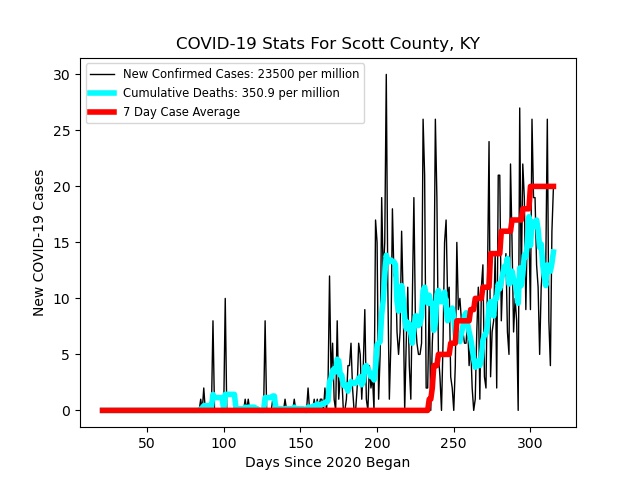 COVID-19 Stats For Scott County, KY
New Confirmed Cases: 23500 per million
Cumulative Deaths: 350.9 per million
7 Day Case Average
30
25
20
15
10
5
0
New COVID-19 Cases
50 100 150 200 250 300
Days Since 2020 Began